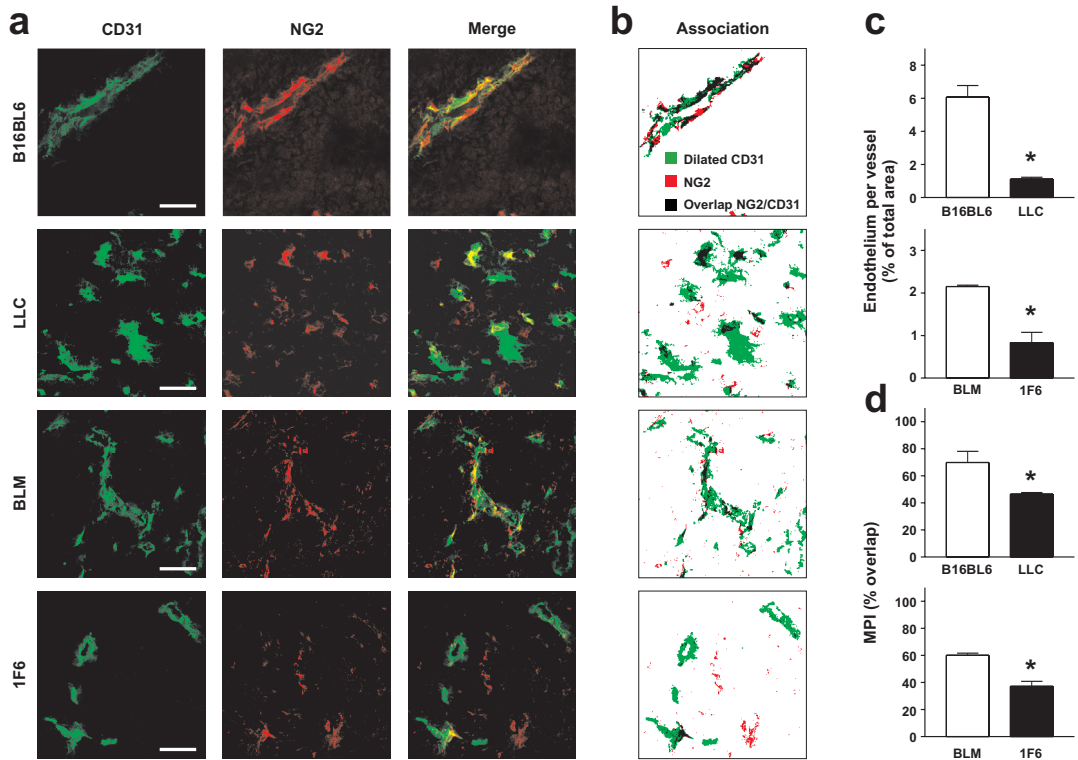 a
CD31
NG2
Merge
B16BL6
LLC
BLM
1F6
b
Association
Dilated CD31
NG2
Overlap NG2/CD31
c
Endothelium per vessel
(% of total area)
8
6
4
2
0
*
B16BL6
LLC
3
2
1
0
*
BLM
1F6
d
MPI (% overlap)
100
80
60
40
20
0
*
B16BL6
LLC
100
80
60
40
20
0
*
BLM
1F6